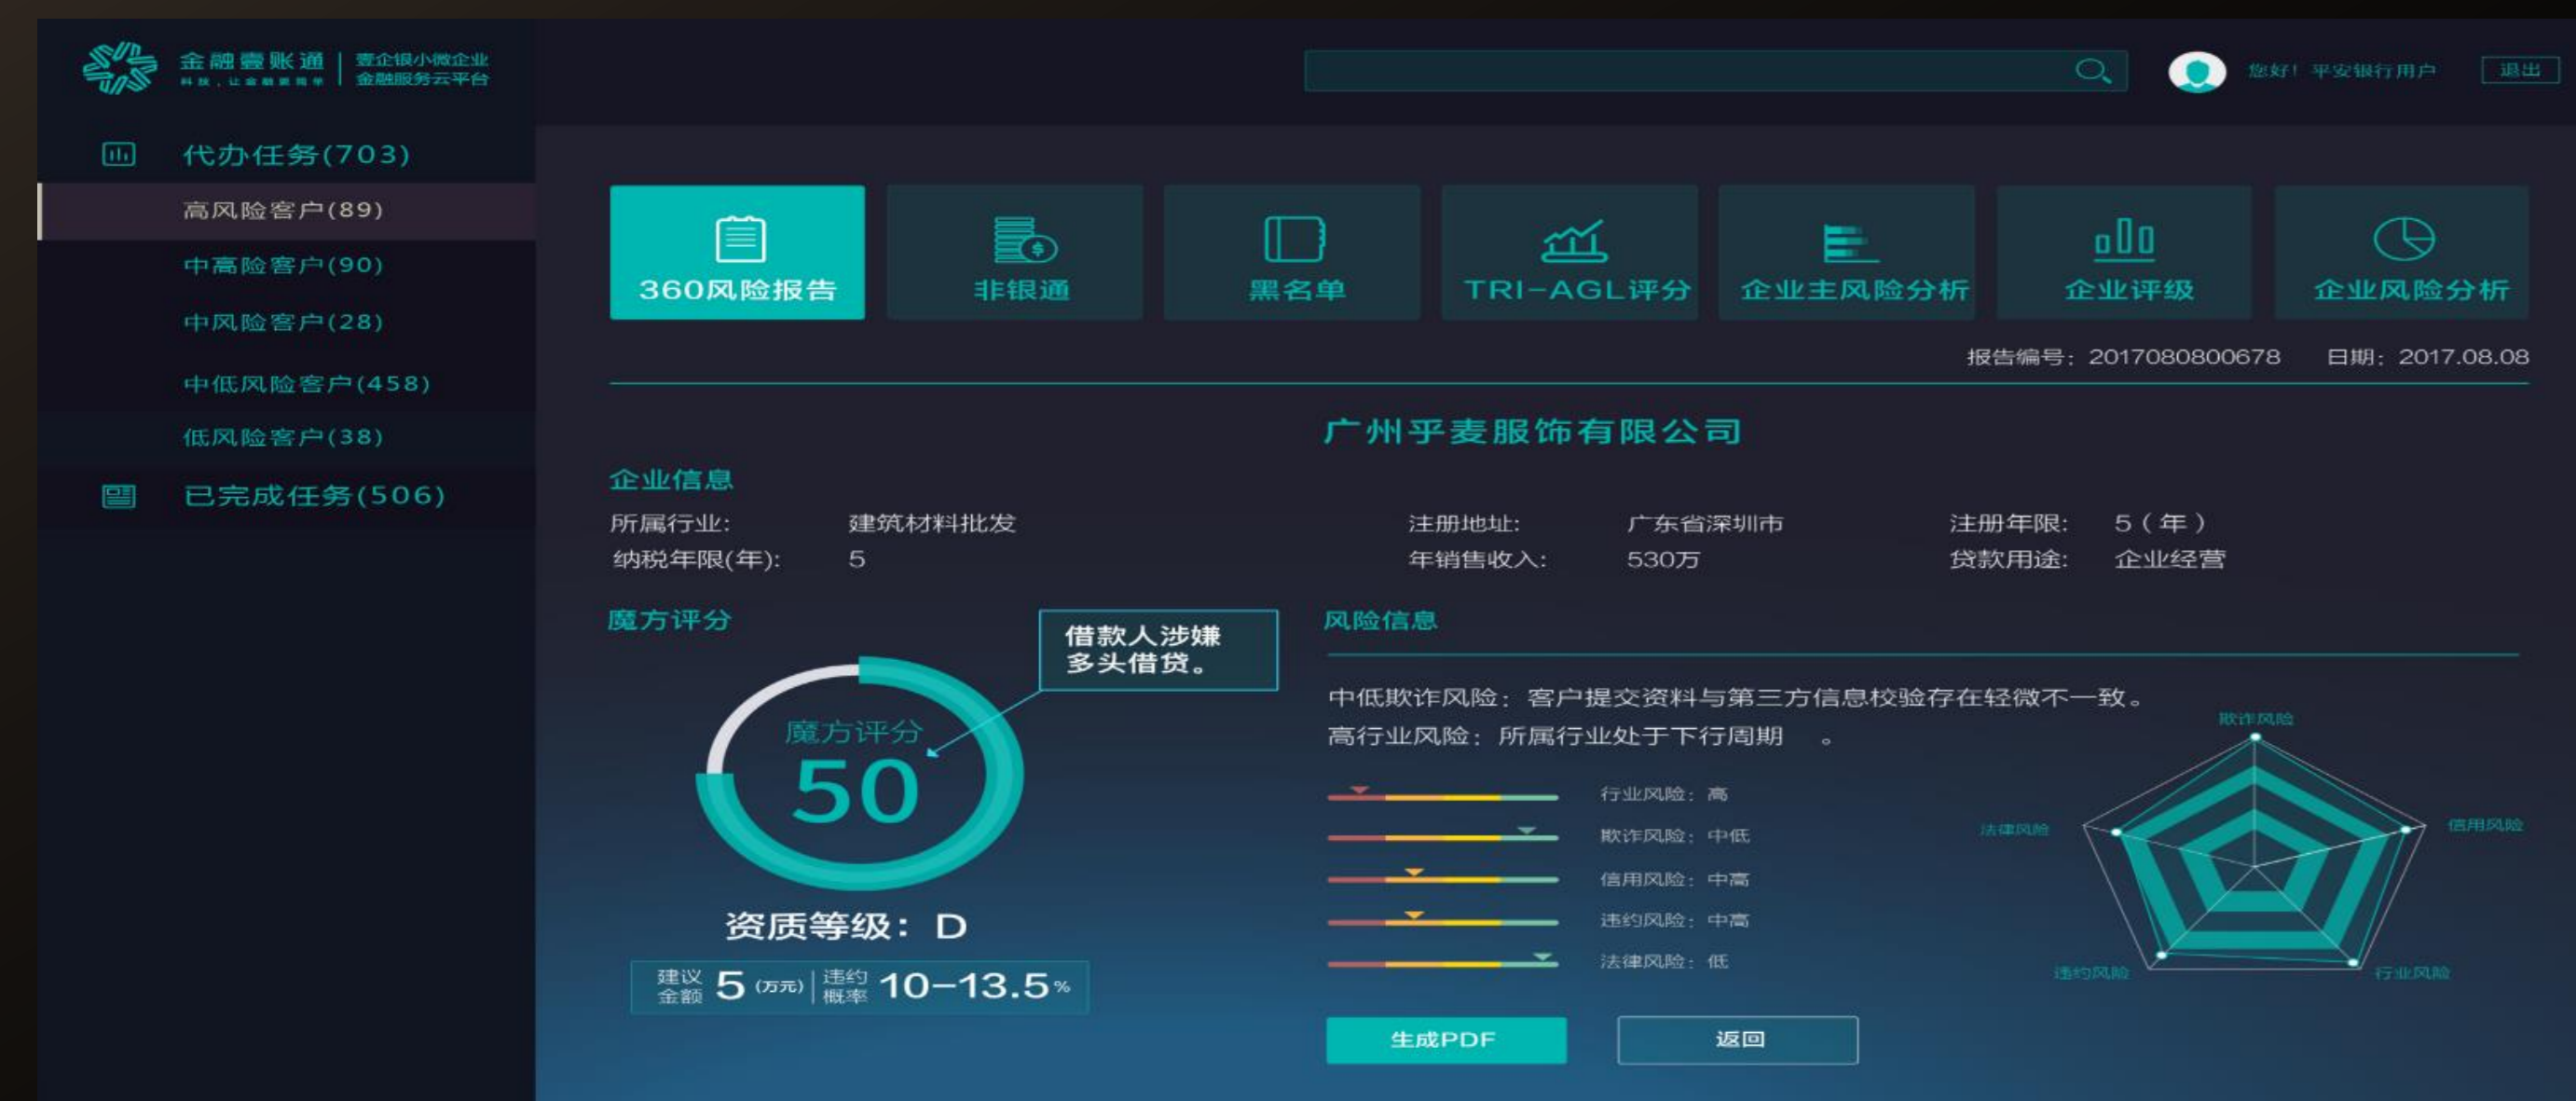 金融壹账通
科技，让金融更简单
壹企银小微企业
金融服务云平台
您好！平安银行用户
退出
代办任务(703)
高风险客户(89)
中高险客户(90)
中风险客户(28)
中低风险客户(458)
低风险客户(38)
已完成任务(506)
360风险报告
非银通
黑名单
TRI-AGL评分
企业主风险分析
企业评级
企业风险分析
报告编号：2017080800678 日期：2017.08.08
广州乎麦服饰有限公司
企业信息
所属行业: 建筑材料批发 注册地址: 广东省深圳市 注册年限: 5（年）
纳税年限(年): 5 年销售收入: 530万 贷款用途: 企业经营
魔方评分
借款人涉嫌
多头借贷。
魔方评分
50
资质等级：D
建议
金额
5 (万元)
违约
概率
10-13.5%
风险信息
中低欺诈风险：客户提交资料与第三方信息校验存在轻微不一致。
高行业风险：所属行业处于下行周期 。
行业风险：高
欺诈风险：中低
信用风险：中高
违约风险：中高
法律风险：低
欺诈风险
法律风险
信用风险
违约风险
行业风险
生成PDF
返回